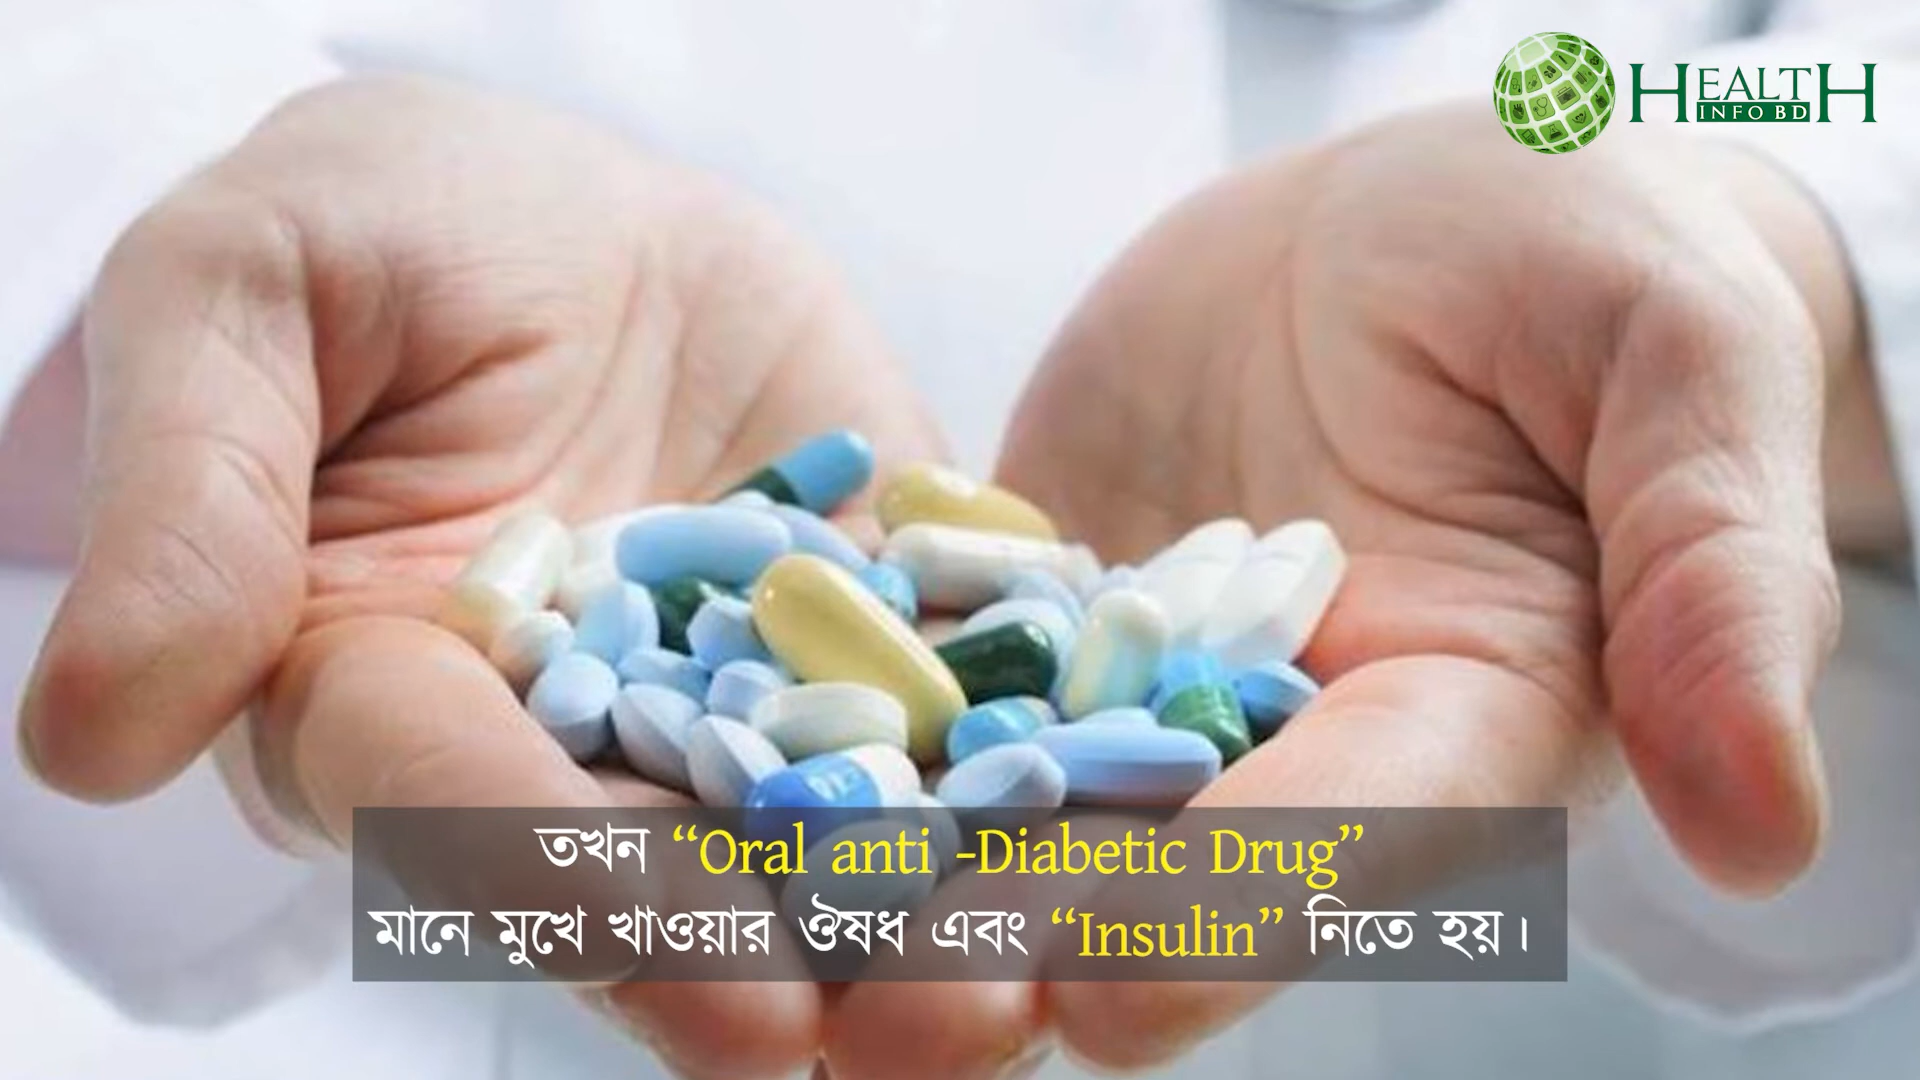 HEALTH
INFO BD
তখন “Oral anti -Diabetic Drug”
মানে মুখে খাওয়ার ঔষধ এবং “Insulin” নিতে হয়।